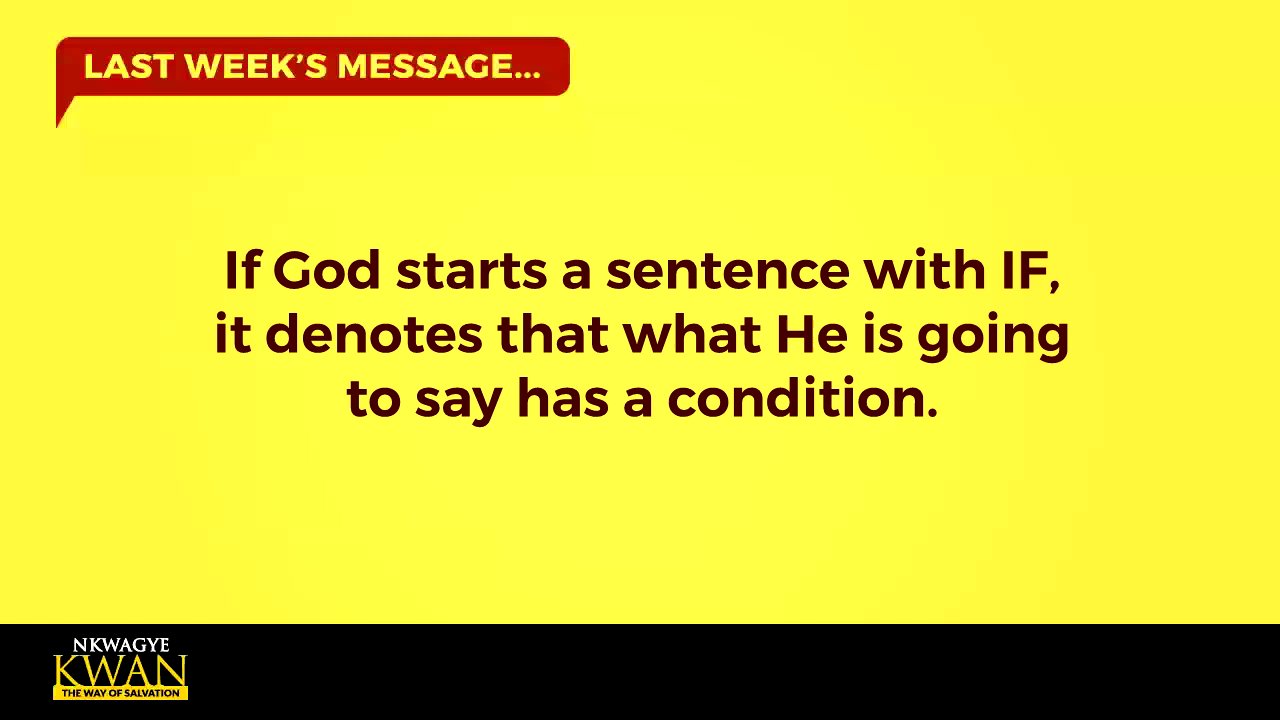 LAST WEEK’S MESSAGE...
If God starts a sentence with IF,
it denotes that what He is going
to say has a condition.
NKWAGYE
KWAN
THE WAY OF SALVATION